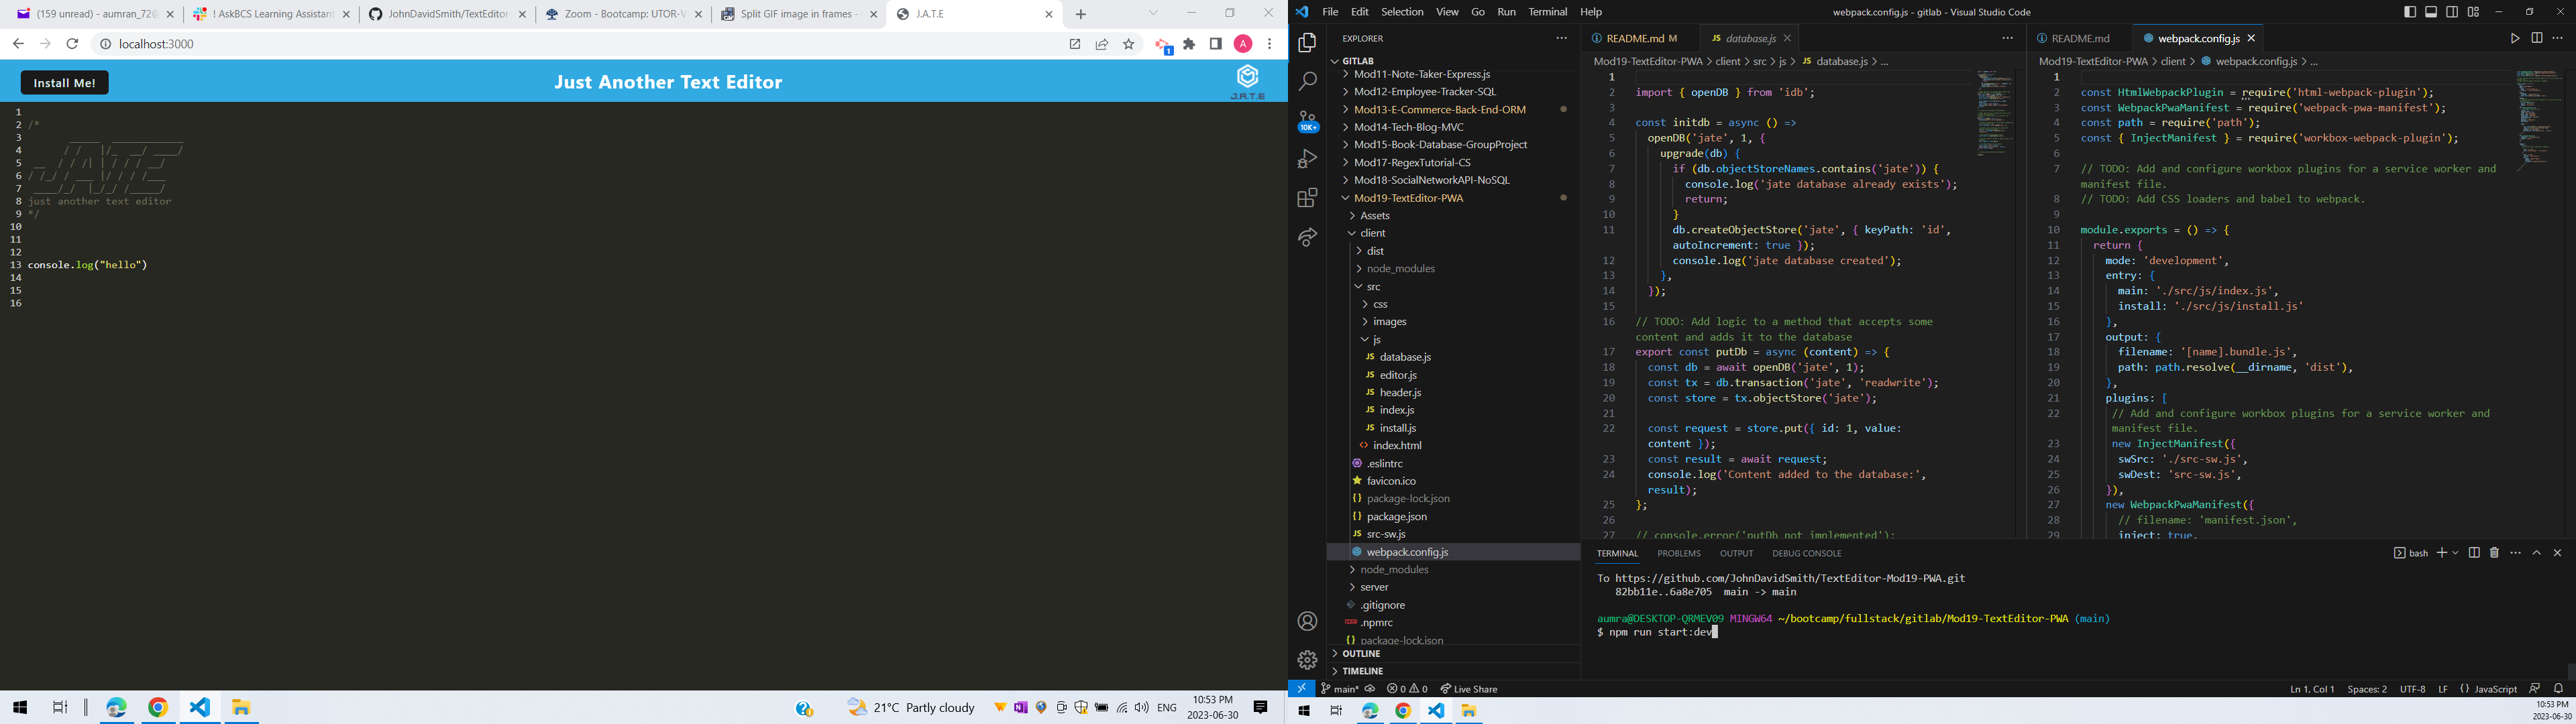 (159 unread) - aumran_72@
! AskBCS Learning Assistant
JohnDavidSmith/TextEditor
Zoom - Bootcamp: UTOR-V
Split GIF image in frames -
J.A.T.E
localhost:3000
1
A
Install Me!
Just Another Text Editor
J.A.T.E
1
2 /*
3
4
5
6
7
8 just another text editor
9 */
10
11
12
13 console.log("hello")
14
15
16
21°C Partly cloudy
ENG
10:53 PM
2023-06-30
File Edit Selection View Go Run Terminal Help
webpack.config.js - gitlab - Visual Studio Code
10K+
EXPLORER
GITLAB
Mod11-Note-Taker-Express.js
Mod12-Employee-Tracker-SQL
Mod13-E-Commerce-Back-End-ORM
Mod14-Tech-Blog-MVC
Mod15-Book-Database-GroupProject
Mod17-RegexTutorial-CS
Mod18-SocialNetworkAPI-NoSQL
Mod19-TextEditor-PWA
Assets
client
dist
node_modules
src
css
images
js
JS database.js
JS editor.js
JS header.js
JS index.js
JS install.js
<> index.html
.eslintrc
favicon.ico
{} package-lock.json
{} package.json
JS src-sw.js
webpack.config.js
node_modules
server
.gitignore
.npmrc
{} package-lock.json
OUTLINE
TIMELINE
README.md M
JS database.js
Mod19-TextEditor-PWA > client > src > js > JS database.js > ...
1
2 import { openDB } from 'idb';
3
4 const initdb = async () =>
5 openDB('jate', 1, {
6 upgrade(db) {
7 if (db.objectStoreNames.contains('jate')) {
8 console.log('jate database already exists');
9 return;
10 }
11 db.createObjectStore('jate', { keyPath: 'id',
autoIncrement: true });
12 console.log('jate database created');
13 },
14 });
15
16 // TODO: Add logic to a method that accepts some
content and adds it to the database
17 export const putDb = async (content) => {
18 const db = await openDB('jate', 1);
19 const tx = db.transaction('jate', 'readwrite');
20 const store = tx.objectStore('jate');
21
22 const request = store.put({ id: 1, value:
content });
23 const result = await request;
24 console.log('Content added to the database:',
result);
25 };
26
27 // console.error('putDb not implemented');
README.md
webpack.config.js
Mod19-TextEditor-PWA > client > webpack.config.js > ...
1
2 const HtmlWebpackPlugin = require('html-webpack-plugin');
3 const WebpackPwaManifest = require('webpack-pwa-manifest');
4 const path = require('path');
5 const { InjectManifest } = require('workbox-webpack-plugin');
6
7 // TODO: Add and configure workbox plugins for a service worker and
manifest file.
8 // TODO: Add CSS loaders and babel to webpack.
9
10 module.exports = () => {
11 return {
12 mode: 'development',
13 entry: {
14 main: './src/js/index.js',
15 install: './src/js/install.js'
16 },
17 output: {
18 filename: '[name].bundle.js',
19 path: path.resolve(__dirname, 'dist'),
20 },
21 plugins: [
22 // Add and configure workbox plugins for a service worker and
manifest file.
23 new InjectManifest({
24 swSrc: './src-sw.js',
25 swDest: 'src-sw.js',
26 }),
27 new WebpackPwaManifest({
28 // filename: 'manifest.json',
29 inject: true,
TERMINAL PROBLEMS OUTPUT DEBUG CONSOLE
bash
To https://github.com/JohnDavidSmith/TextEditor-Mod19-PWA.git
82bb11e..6a8e705 main -> main
aumra@DESKTOP-QRMEV09 MINGW64 ~/bootcamp/fullstack/gitlab/Mod19-TextEditor-PWA (main)
$ npm run start:dev
main* 0 0 Live Share
Ln 1, Col 1 Spaces: 2 UTF-8 LF {} JavaScript
10:53 PM
2023-06-30